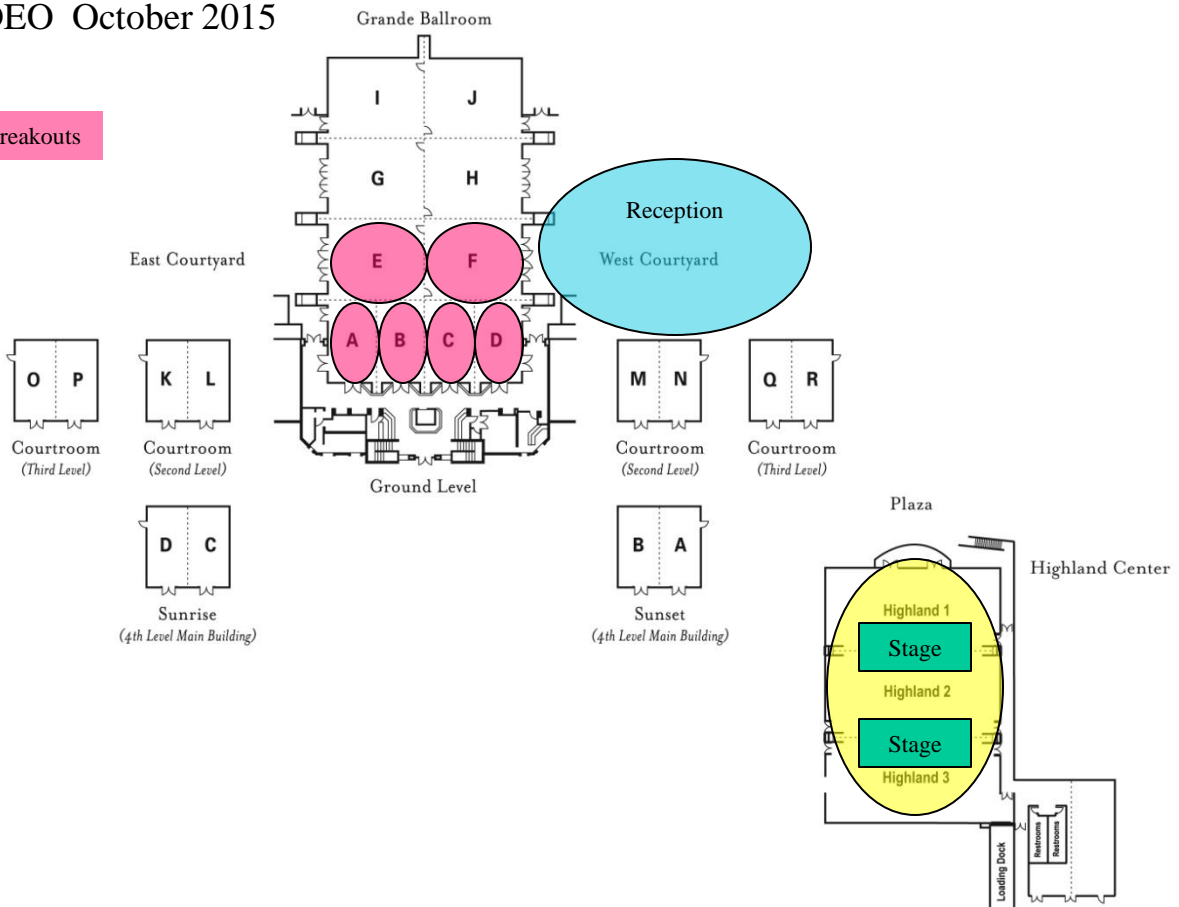 DEO October 2015
Grande Ballroom
reakouts
I
J
G
H
Reception
E
F
East Courtyard
West Courtyard
A
B
C
D
O P
K L
M N
Q R
Courtroom
(Third Level)
Courtroom
(Second Level)
Courtroom
(Second Level)
Courtroom
(Third Level)
Ground Level
Plaza
D C
B A
Highland Center
Sunrise
(4th Level Main Building)
Sunset
(4th Level Main Building)
Highland 1
Stage
Highland 2
Stage
Highland 3
Loading Dock
Restrooms
Restrooms